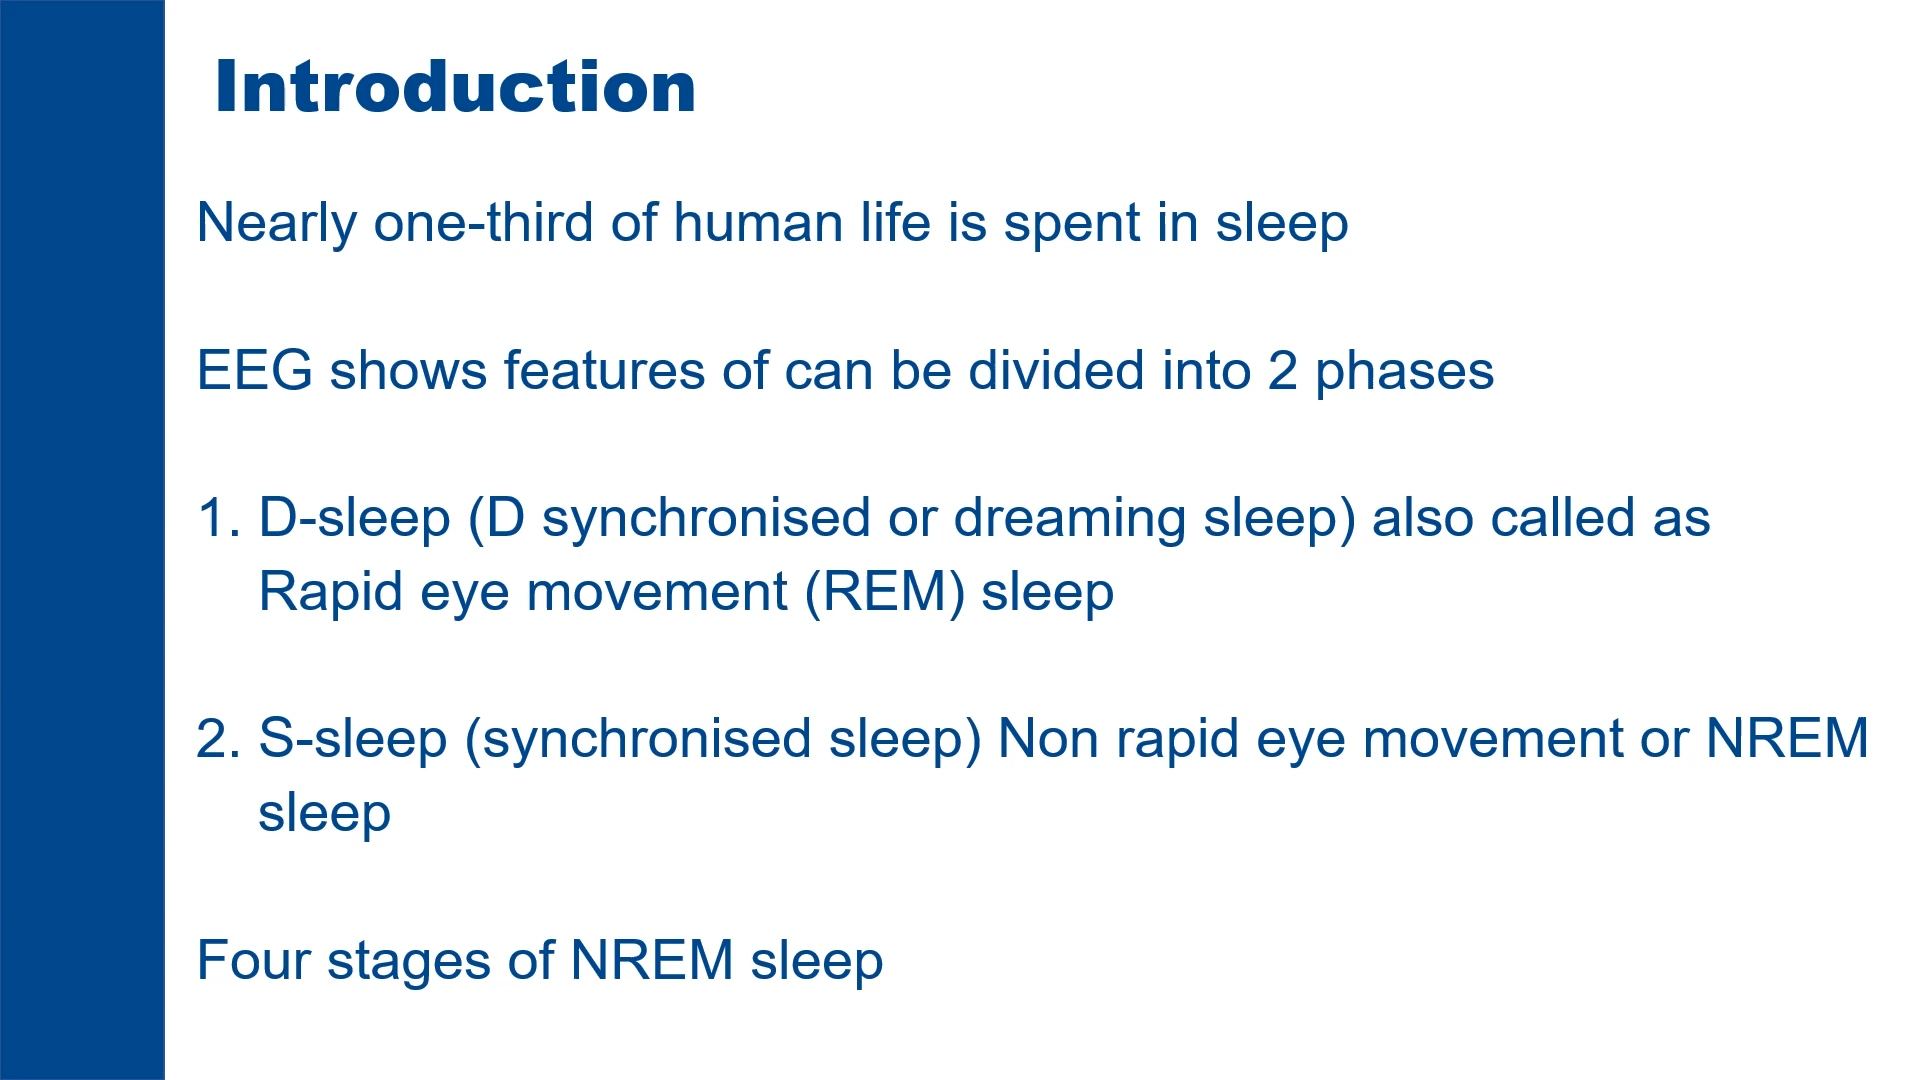 Introduction
Nearly one-third of human life is spent in sleep
EEG shows features of can be divided into 2 phases
1. D-sleep (D synchronised or dreaming sleep) also called as
Rapid eye movement (REM) sleep
2. S-sleep (synchronised sleep) Non rapid eye movement or NREM
sleep
Four stages of NREM sleep